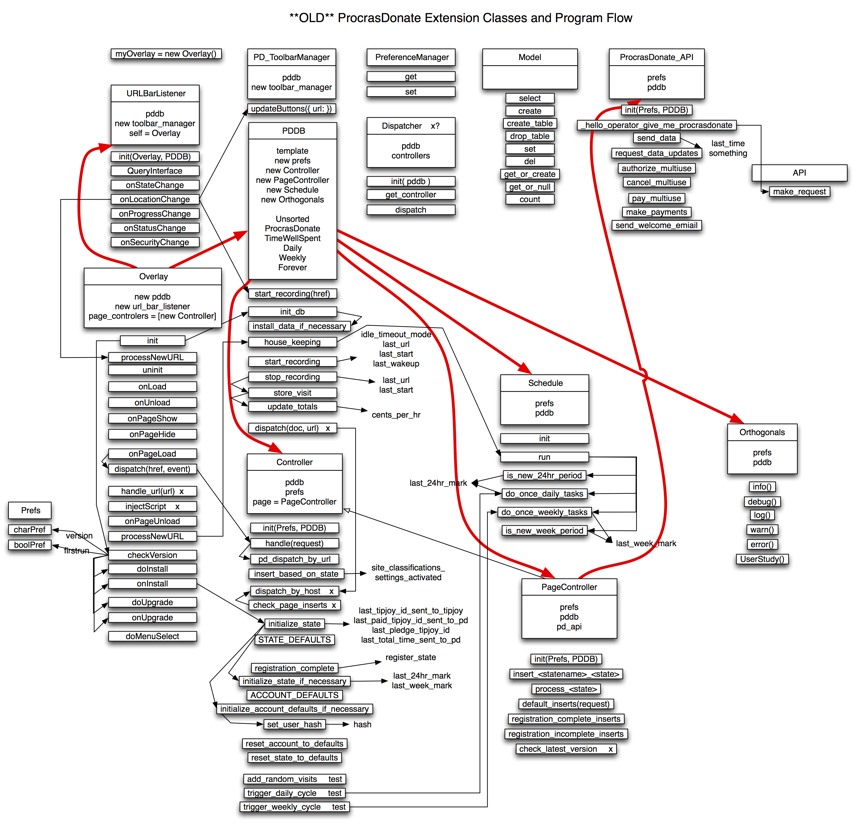 **OLD** ProcrasDonate Extension Classes and Program Flow
myOverlay = new Overlay()
URLBarListener
pddb
new toolbar_manager
self = Overlay
init(Overlay, PDDB)
QueryInterface
onStateChange
onLocationChange
onProgressChange
onStatusChange
onSecurityChange
Overlay
new pddb
new url_bar_listener
page_controlers = [new Controller]
init
processNewURL
uninit
onLoad
onUnload
onPageShow
onPageHide
onPageLoad
dispatch(href, event)
handle_url(url) x
injectScript x
onPageUnload
processNewURL
checkVersion
doInstall
onInstall
doUpgrade
onUpgrade
doMenuSelect
Prefs
charPref
boolPref
version
firstrun
PD_ToolbarManager
pddb
new toolbar_manager
updateButtons({ url: })
PDDB
template
new prefs
new Controller
new PageController
new Schedule
new Orthogonals
Unsorted
ProcrasDonate
TimeWellSpent
Daily
Weekly
Forever
start_recording(href)
init_db
install_data_if_necessary
house_keeping
start_recording
stop_recording
store_visit
update_totals
dispatch(doc, url) x
idle_timeout_mode
last_url
last_start
last_wakeup
last_url
last_start
cents_per_hr
Controller
pddb
prefs
page = PageController
init(Prefs, PDDB)
handle(request)
pd_dispatch_by_url
insert_based_on_state
dispatch_by_host x
check_page_inserts x
initialize_state
STATE_DEFAULTS
registration_complete
initialize_state_if_necessary
ACCOUNT_DEFAULTS
initialize_account_defaults_if_necessary
set_user_hash
reset_account_to_defaults
reset_state_to_defaults
add_random_visits test
trigger_daily_cycle test
trigger_weekly_cycle test
site_classifications_
settings_activated
last_tipjoy_id_sent_to_tipjoy
last_paid_tipjoy_id_sent_to_pd
last_pledge_tipjoy_id
last_total_time_sent_to_pd
register_state
last_24hr_mark
last_week_mark
hash
PreferenceManager
get
set
Dispatcher x?
pddb
controllers
init( pddb )
get_controller
dispatch
Model
select
create
create_table
drop_table
set
del
get_or_create
get_or_null
count
ProcrasDonate_API
prefs
pddb
init(Prefs, PDDB)
_hello_operator_give_me_procrasdonate
send_data
request_data_updates
authorize_multiuse
cancel_multiuse
pay_multiuse
make_payments
send_welcome_emiail
last_time
something
API
make_request
Schedule
prefs
pddb
init
run
is_new_24hr_period
do_once_daily_tasks
do_once_weekly_tasks
is_new_week_period
last_24hr_mark
last_week_mark
Orthogonals
prefs
pddb
info()
debug()
log()
warn()
error()
UserStudy()
PageController
prefs
pddb
pd_api
init(Prefs, PDDB)
insert_<statename>_<state>
process_<state>
default_inserts(request)
registration_complete_inserts
registration_incomplete_inserts
check_latest_version x